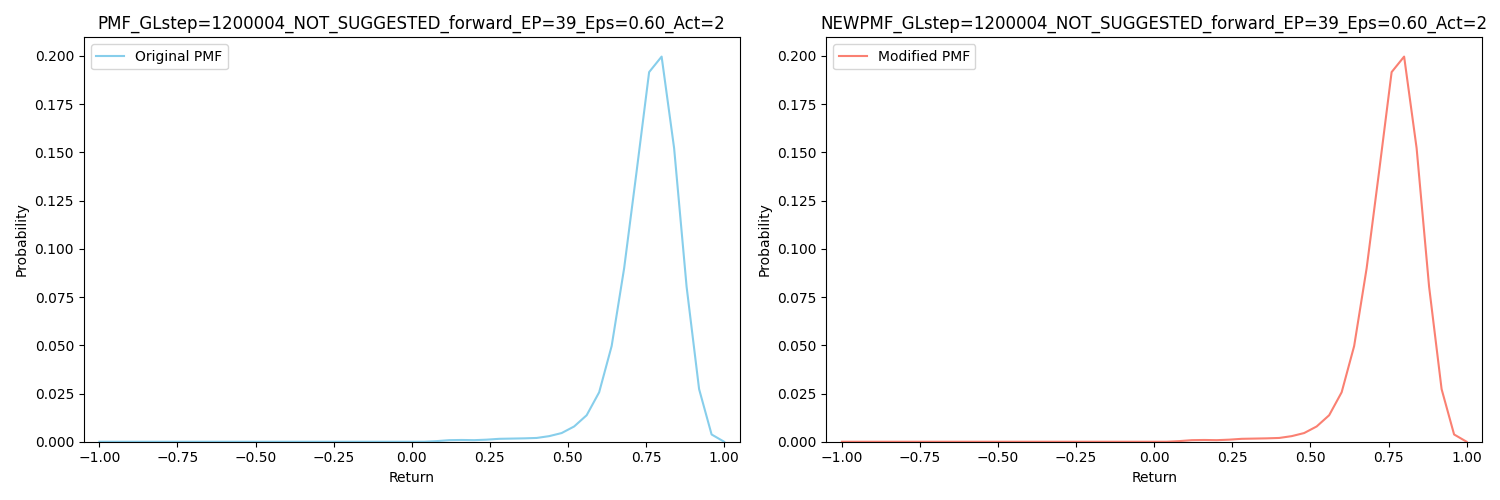 PMF_GLstep=1200004_NOT_SUGGESTED_forward_EP=39_Eps=0.60_Act=2
Original PMF
Probability
0.200
0.175
0.150
0.125
0.100
0.075
0.050
0.025
0.000
−1.00 −0.75 −0.50 −0.25 0.00 0.25 0.50 0.75 1.00
Return
NEWPMF_GLstep=1200004_NOT_SUGGESTED_forward_EP=39_Eps=0.60_Act=2
Modified PMF
Probability
0.200
0.175
0.150
0.125
0.100
0.075
0.050
0.025
0.000
−1.00 −0.75 −0.50 −0.25 0.00 0.25 0.50 0.75 1.00
Return